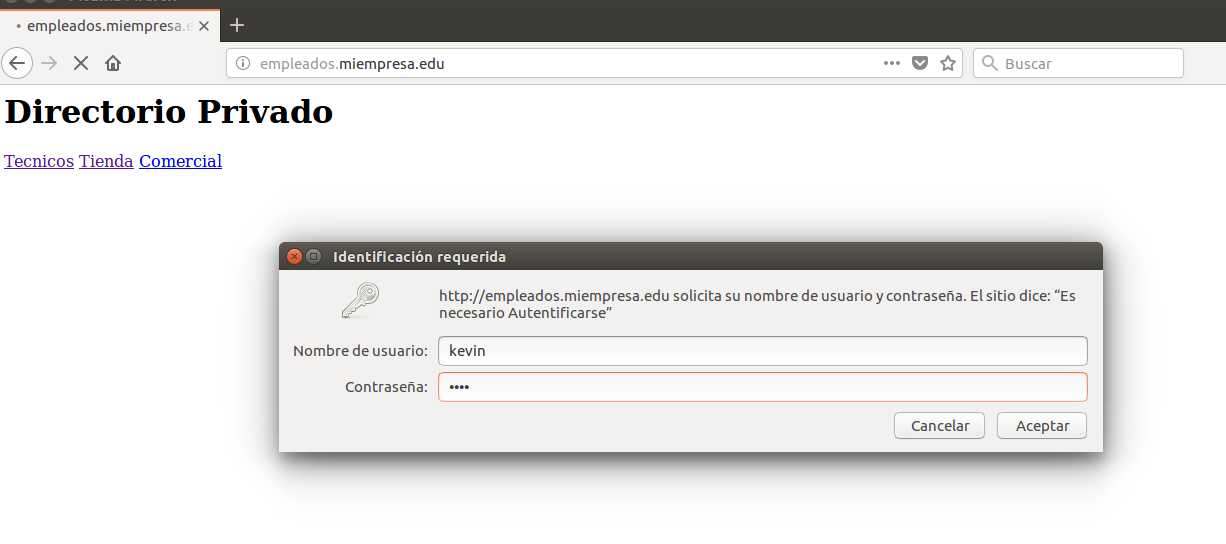 empleados.miempresa.e
empleados.miempresa.edu
Buscar
Directorio Privado
Tecnicos Tienda Comercial
Identificación requerida
http://empleados.miempresa.edu solicita su nombre de usuario y contraseña. El sitio dice: “Es
necesario Autentificarse”
Nombre de usuario: kevin
Contraseña: ••••
Cancelar Aceptar